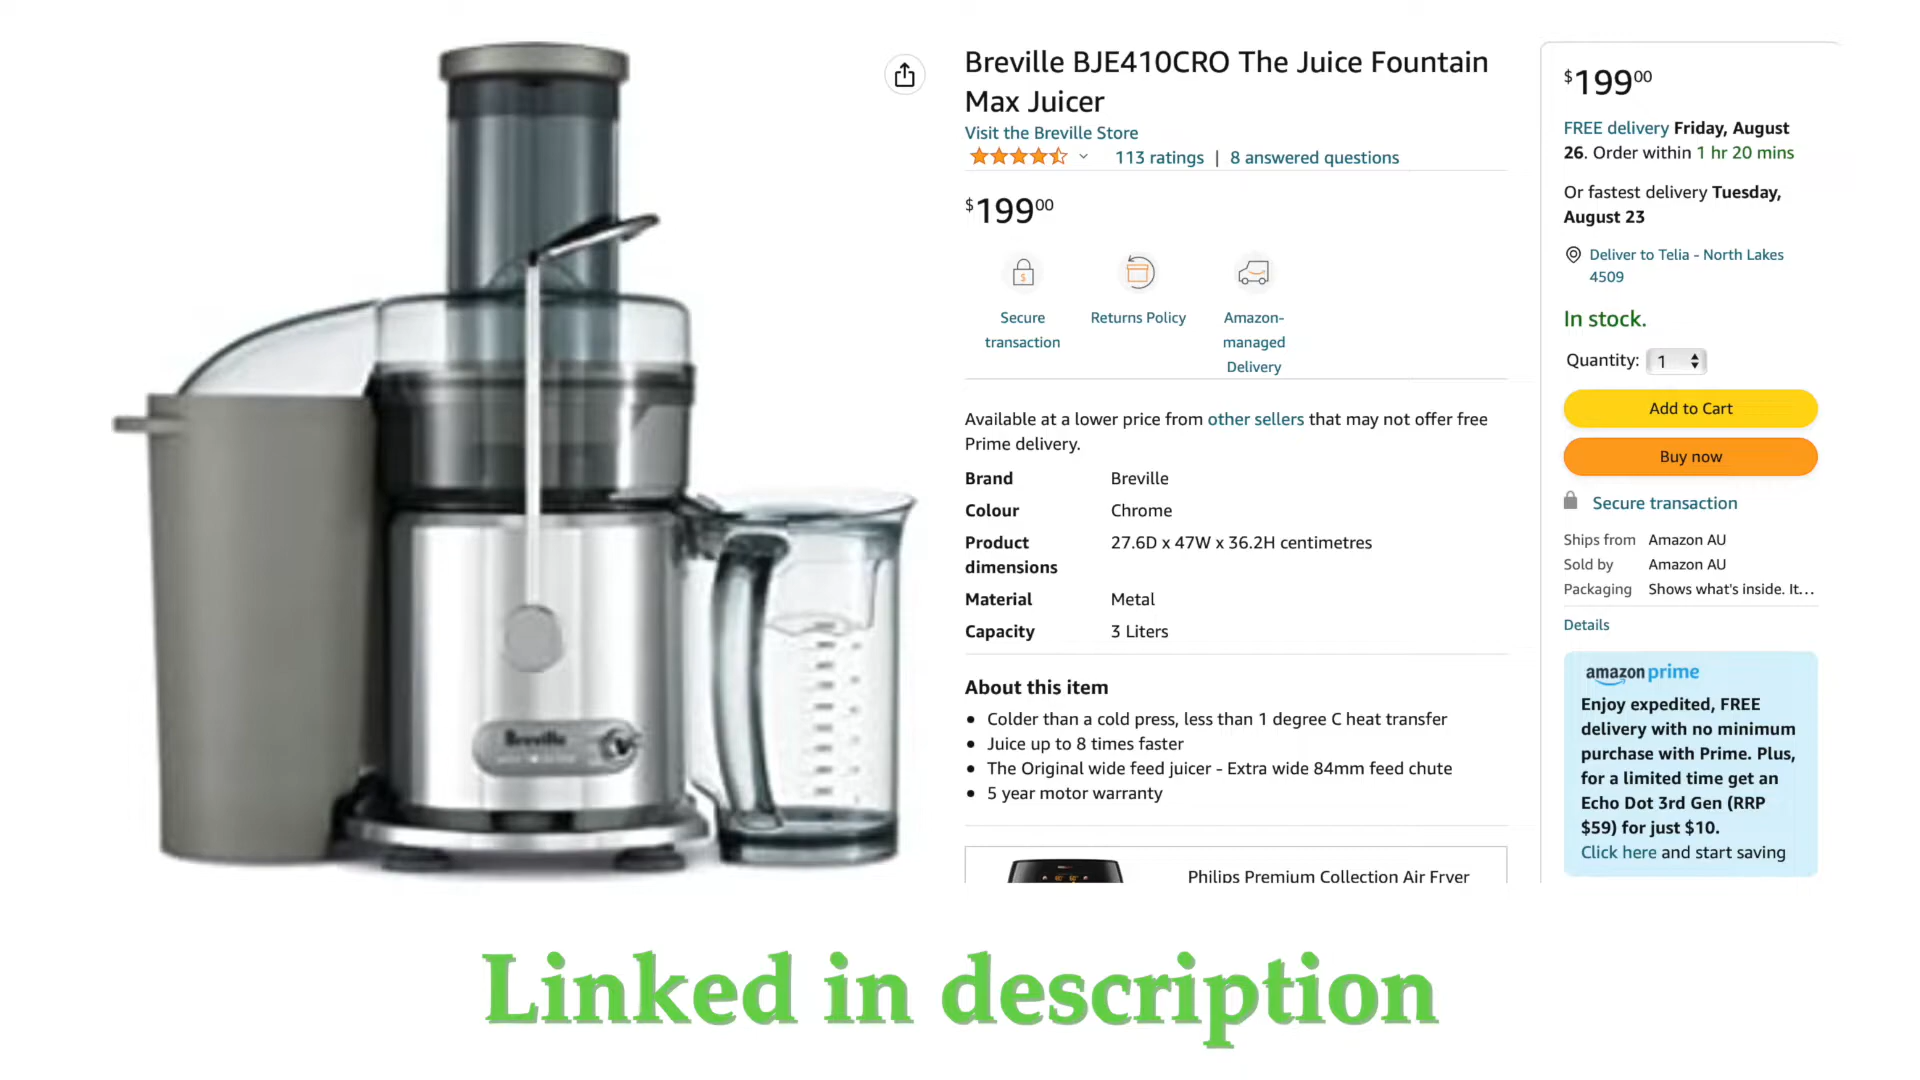 Breville BJE410CRO The Juice Fountain
Max Juicer
Visit the Breville Store
113 ratings | 8 answered questions
$19900
Secure
transaction
Returns Policy
Amazon-
managed
Delivery
Available at a lower price from other sellers that may not offer free
Prime delivery.
Brand Breville
Colour Chrome
Product 27.6D x 47W x 36.2H centimetres
dimensions
Material Metal
Capacity 3 Liters
About this item
• Colder than a cold press, less than 1 degree C heat transfer
• Juice up to 8 times faster
• The Original wide feed juicer - Extra wide 84mm feed chute
• 5 year motor warranty
Philips Premium Collection Air Fryer
$19900
FREE delivery Friday, August
26. Order within 1 hr 20 mins
Or fastest delivery Tuesday,
August 23
Deliver to Telia - North Lakes
4509
In stock.
Quantity: 1
Add to Cart
Buy now
Secure transaction
Ships from Amazon AU
Sold by Amazon AU
Packaging Shows what's inside. It...
Details
amazon prime
Enjoy expedited, FREE
delivery with no minimum
purchase with Prime. Plus,
for a limited time get an
Echo Dot 3rd Gen (RRP
$59) for just $10.
Click here and start saving
Breville
Linked in description